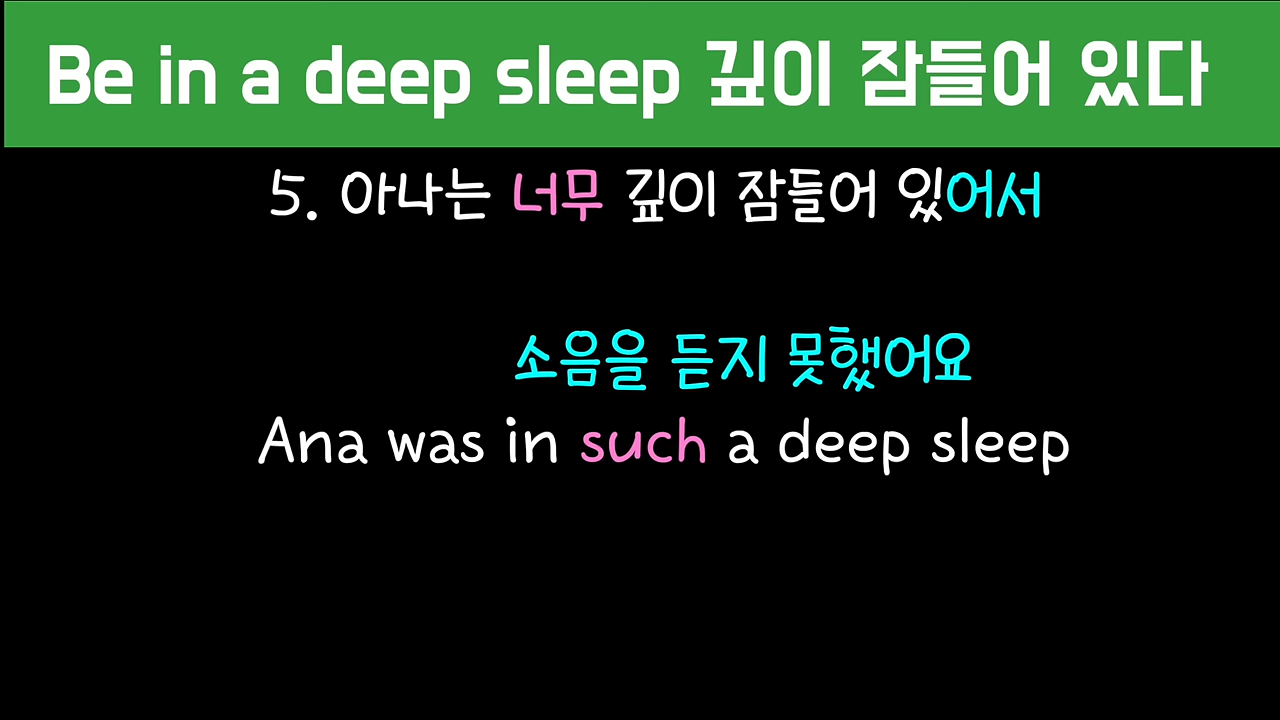 Be in a deep sleep 깊이 잠들어 있다
5. 아나는 너무 깊이 잠들어 있어서
소음을 듣지 못했어요
Ana was in such a deep sleep